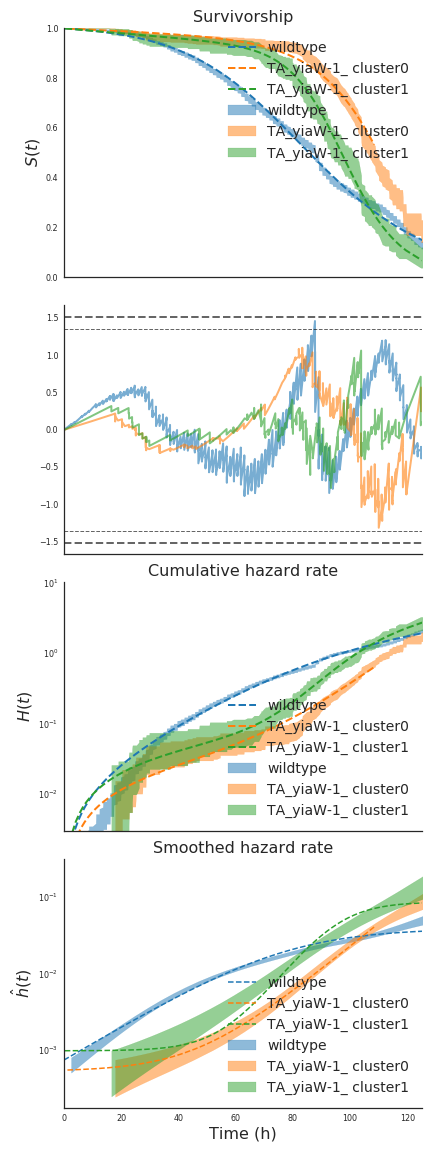 Survivorship
1.0
0.8
0.6
0.4
0.2
0.0
S(t)
wildtype
TA_yiaW-1_ cluster0
TA_yiaW-1_ cluster1
wildtype
TA_yiaW-1_ cluster0
TA_yiaW-1_ cluster1
1.5
1.0
0.5
0.0
−0.5
−1.0
−1.5
Cumulative hazard rate
10¹
10⁰
10⁻¹
10⁻²
H(t)
wildtype
TA_yiaW-1_ cluster0
TA_yiaW-1_ cluster1
wildtype
TA_yiaW-1_ cluster0
TA_yiaW-1_ cluster1
Smoothed hazard rate
10⁻¹
10⁻²
10⁻³
ĥ(t)
wildtype
TA_yiaW-1_ cluster0
TA_yiaW-1_ cluster1
wildtype
TA_yiaW-1_ cluster0
TA_yiaW-1_ cluster1
0 20 40 60 80 100 120
Time (h)